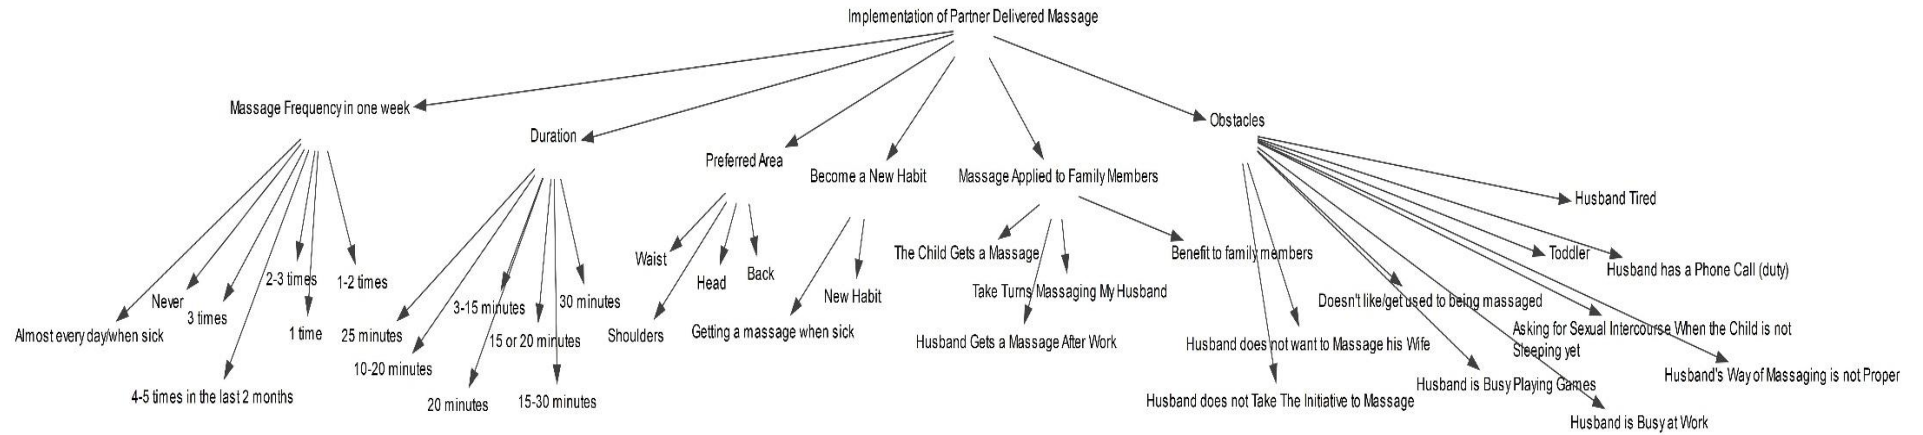 Implementation of Partner Delivered Massage
Massage Frequency in one week
Duration
Preferred Area
Become a New Habit
Massage Applied to Family Members
Obstacles
Almost every day/when sick
Never
3 times
4-5 times in the last 2 months
2-3 times
1 time
1-2 times
25 minutes
10-20 minutes
20 minutes
3-15 minutes
15 or 20 minutes
15-30 minutes
30 minutes
Waist
Shoulders
Head
Back
Getting a massage when sick
New Habit
The Child Gets a Massage
Husband Gets a Massage After Work
Take Turns Massaging My Husband
Benefit to family members
Husband does not Take The Initiative to Massage
Husband does not want to Massage his Wife
Doesn't like/get used to being massaged
Husband is Busy Playing Games
Husband is Busy at Work
Asking for Sexual Intercourse When the Child is not
Sleeping yet
Husband's Way of Massaging is not Proper
Toddler
Husband has a Phone Call (duty)
Husband Tired